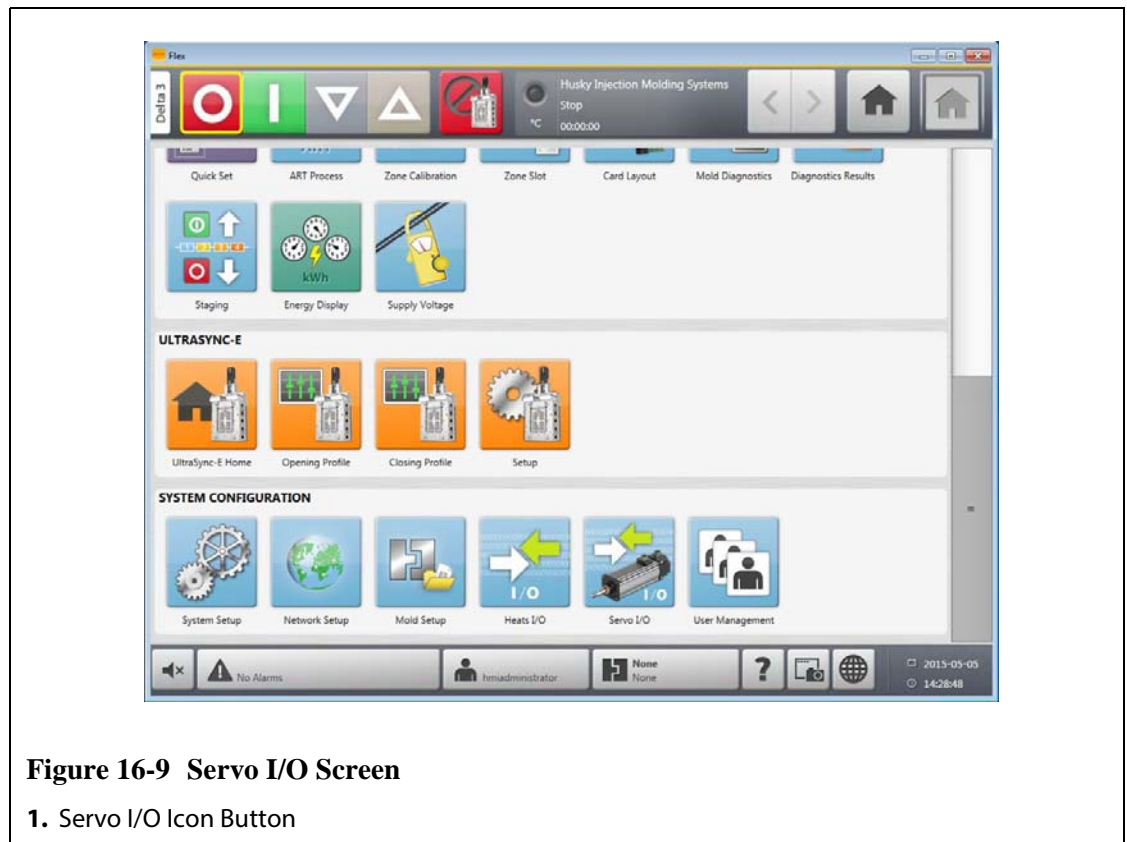 Flex
Delta 3
Husky Injection Molding Systems
Stop
°C 00:00:00
Quick Set ART Process Zone Calibration Zone Slot Card Layout Mold Diagnostics Diagnostics Results
kWh
Staging Energy Display Supply Voltage
ULTRASYNC-E
UltraSync-E Home Opening Profile Closing Profile Setup
SYSTEM CONFIGURATION
I/O I/O
System Setup Network Setup Mold Setup Heats I/O Servo I/O User Management
No Alarms hmiadministrator None ? 2015-05-05
None 14:28:48
Figure 16-9 Servo I/O Screen
1. Servo I/O Icon Button